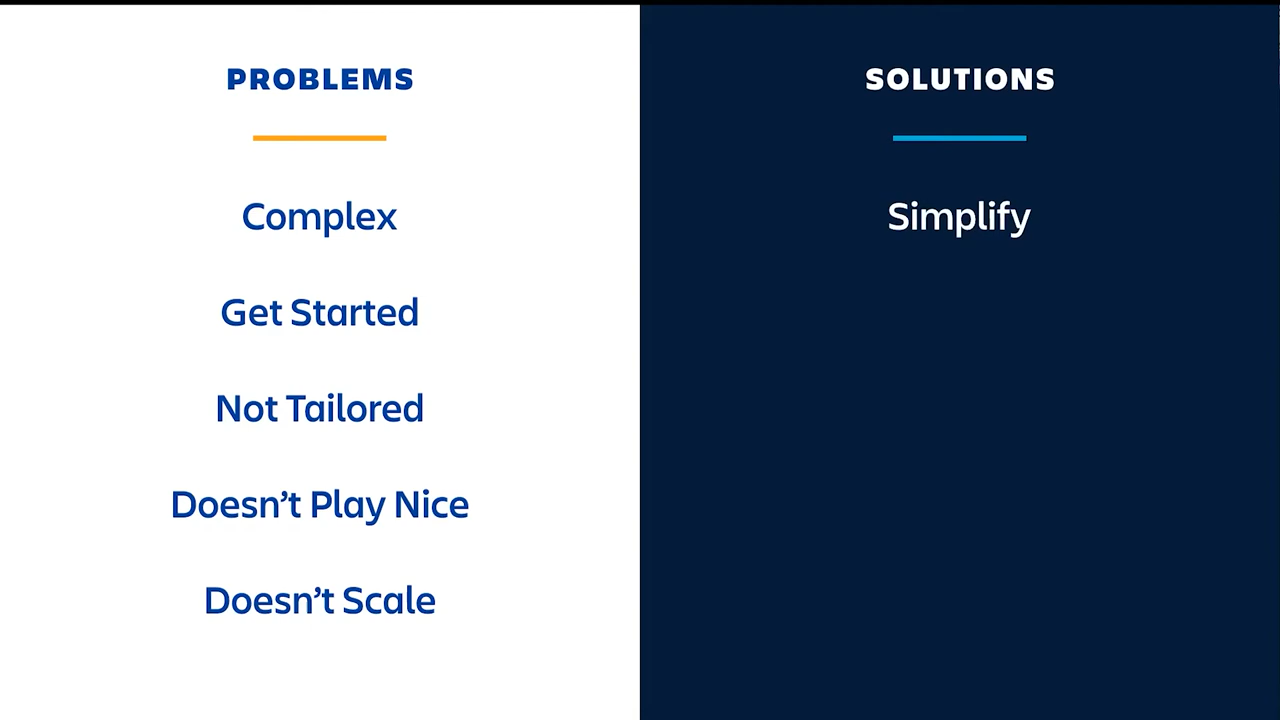 PROBLEMS
Complex
Get Started
Not Tailored
Doesn’t Play Nice
Doesn’t Scale
SOLUTIONS
Simplify